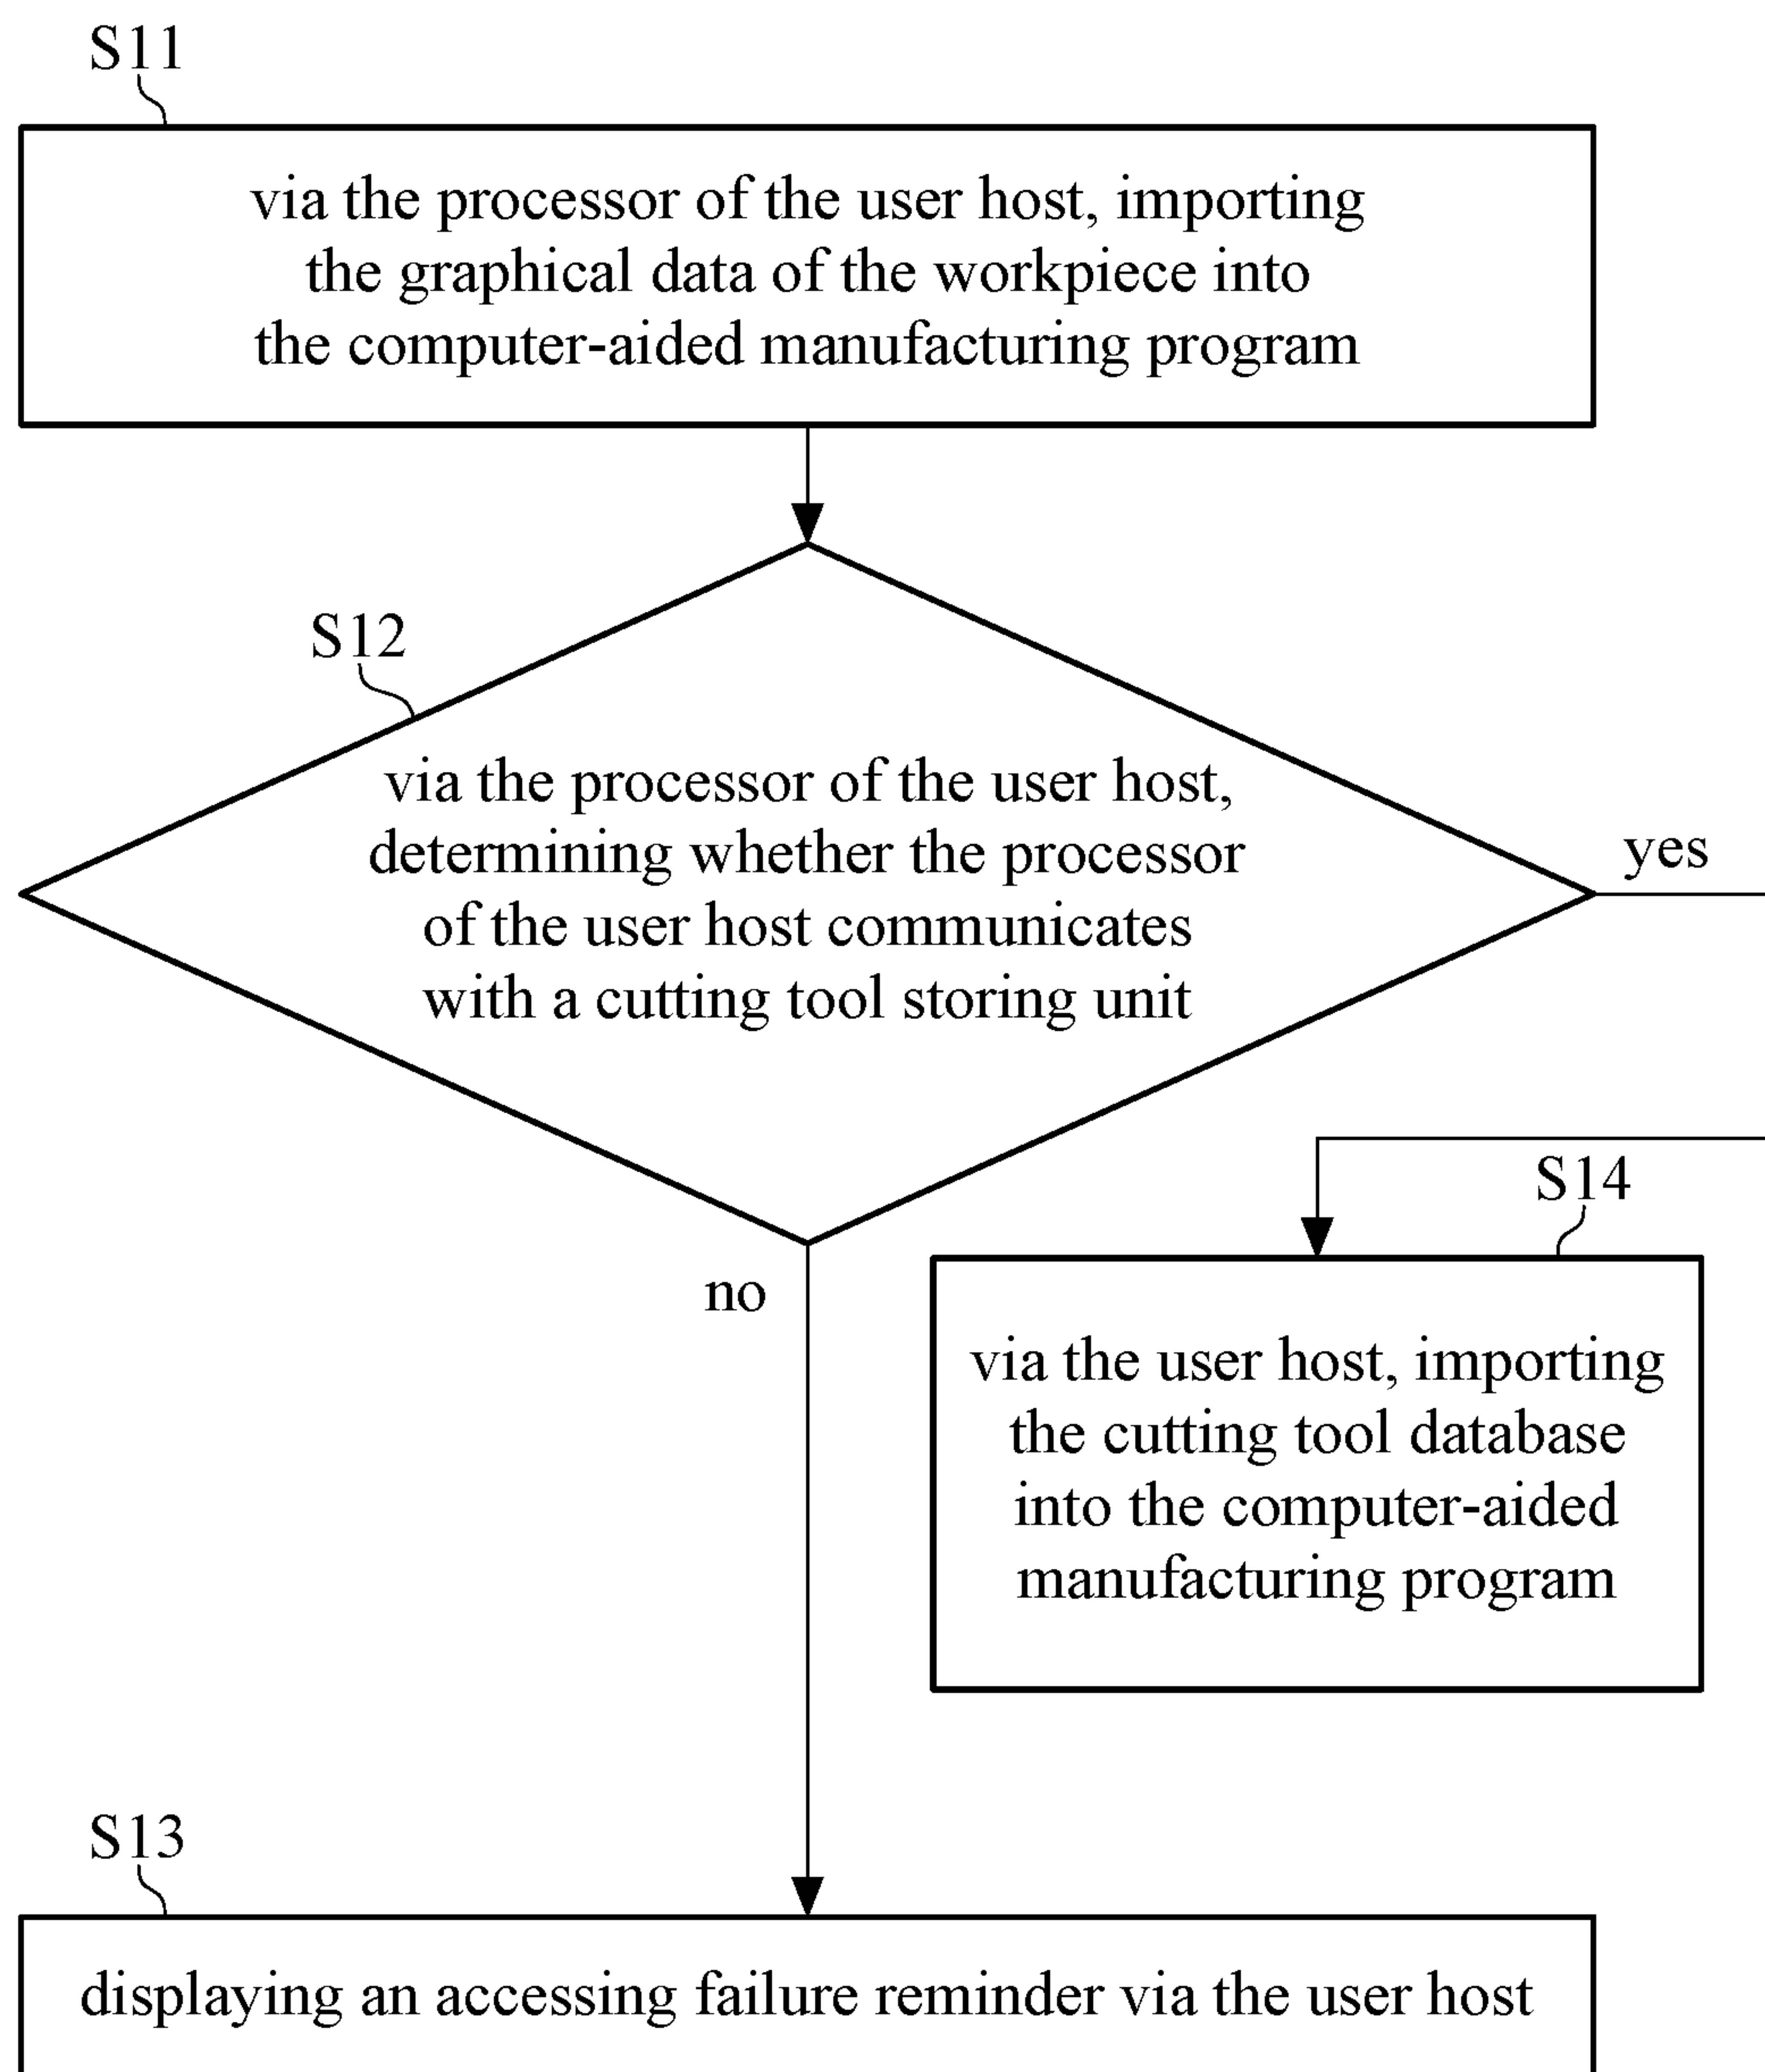 S11
via the processor of the user host, importing
the graphical data of the workpiece into
the computer-aided manufacturing program
S12
via the processor of the user host,
determining whether the processor
of the user host communicates
with a cutting tool storing unit
yes
no
S14
via the user host, importing
the cutting tool database
into the computer-aided
manufacturing program
S13
displaying an accessing failure reminder via the user host